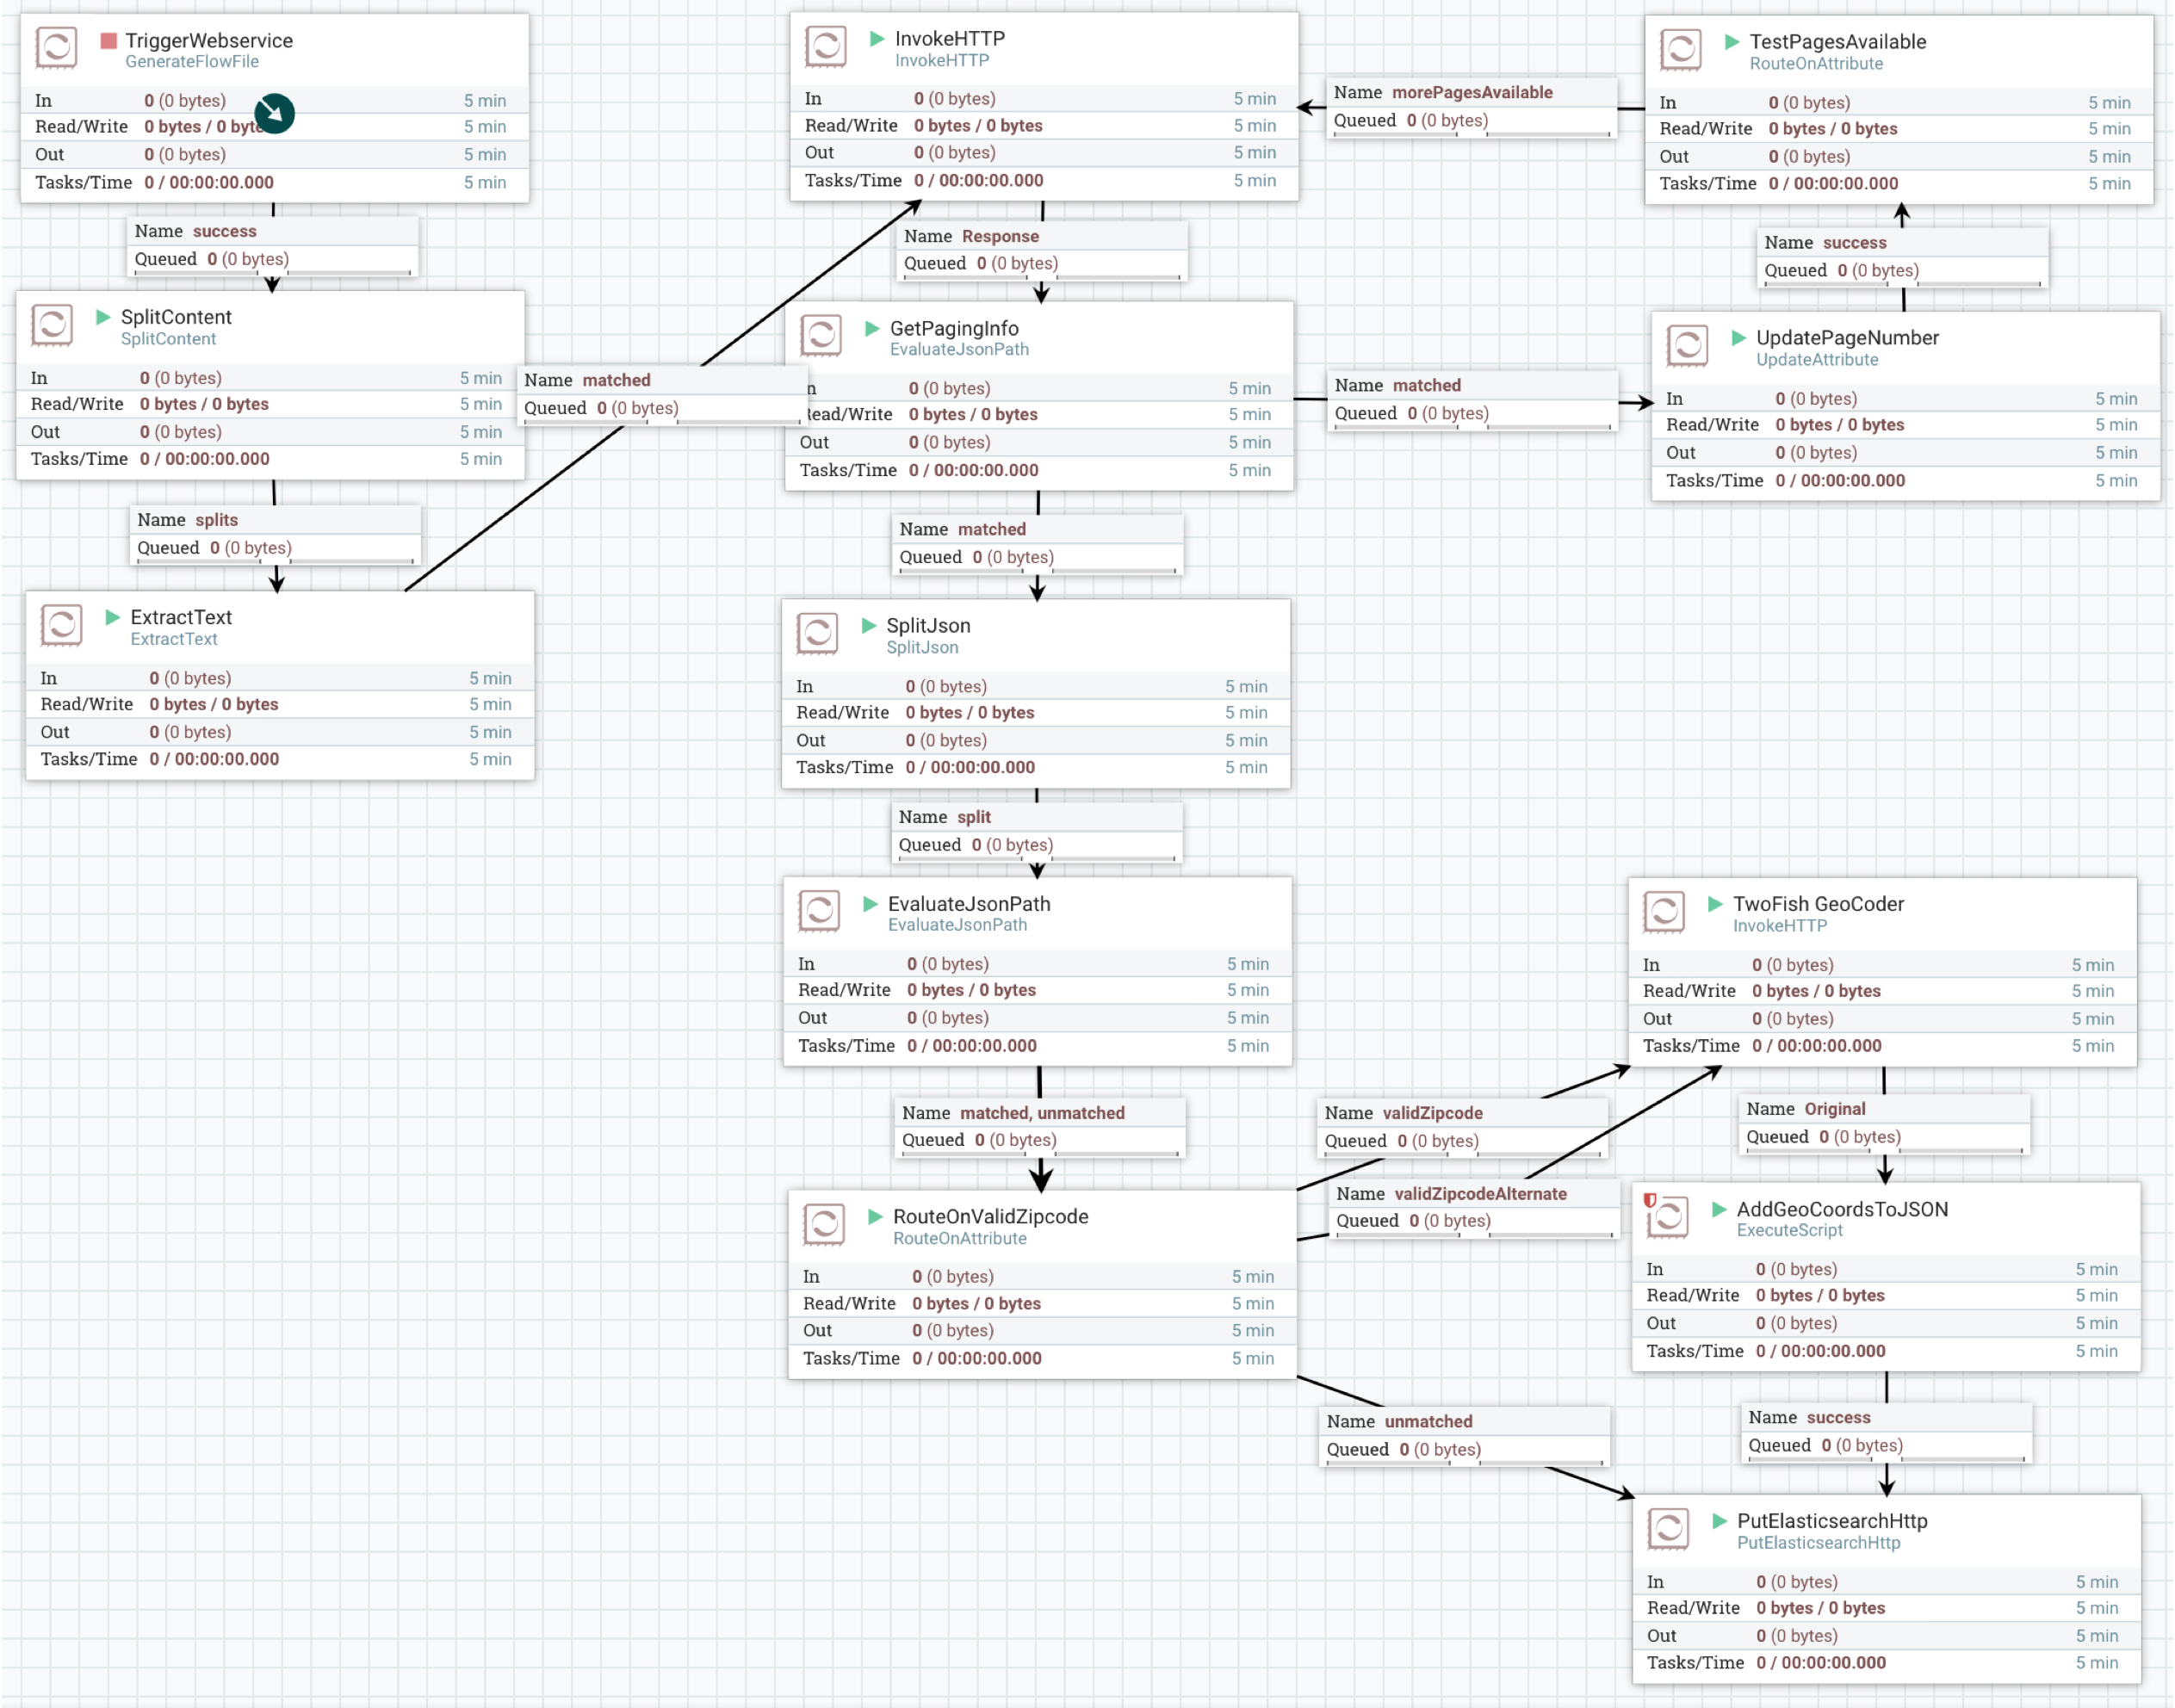 TriggerWebservice
GenerateFlowFile
In 0 (0 bytes) 5 min
Read/Write 0 bytes / 0 byte 5 min
Out 0 (0 bytes) 5 min
Tasks/Time 0 / 00:00:00.000 5 min
Name success
Queued 0 (0 bytes)
SplitContent
SplitContent
In 0 (0 bytes) 5 min
Read/Write 0 bytes / 0 bytes 5 min
Out 0 (0 bytes) 5 min
Tasks/Time 0 / 00:00:00.000 5 min
Name splits
Queued 0 (0 bytes)
ExtractText
ExtractText
In 0 (0 bytes) 5 min
Read/Write 0 bytes / 0 bytes 5 min
Out 0 (0 bytes) 5 min
Tasks/Time 0 / 00:00:00.000 5 min
Name matched
Queued 0 (0 bytes)
InvokeHTTP
InvokeHTTP
In 0 (0 bytes) 5 min
Read/Write 0 bytes / 0 bytes 5 min
Out 0 (0 bytes) 5 min
Tasks/Time 0 / 00:00:00.000 5 min
Name Response
Queued 0 (0 bytes)
GetPagingInfo
EvaluateJsonPath
In 0 (0 bytes) 5 min
Read/Write 0 bytes / 0 bytes 5 min
Out 0 (0 bytes) 5 min
Tasks/Time 0 / 00:00:00.000 5 min
Name matched
Queued 0 (0 bytes)
UpdatePageNumber
UpdateAttribute
In 0 (0 bytes) 5 min
Read/Write 0 bytes / 0 bytes 5 min
Out 0 (0 bytes) 5 min
Tasks/Time 0 / 00:00:00.000 5 min
Name success
Queued 0 (0 bytes)
TestPagesAvailable
RouteOnAttribute
In 0 (0 bytes) 5 min
Read/Write 0 bytes / 0 bytes 5 min
Out 0 (0 bytes) 5 min
Tasks/Time 0 / 00:00:00.000 5 min
Name morePagesAvailable
Queued 0 (0 bytes)
Name matched
Queued 0 (0 bytes)
SplitJson
SplitJson
In 0 (0 bytes) 5 min
Read/Write 0 bytes / 0 bytes 5 min
Out 0 (0 bytes) 5 min
Tasks/Time 0 / 00:00:00.000 5 min
Name split
Queued 0 (0 bytes)
EvaluateJsonPath
EvaluateJsonPath
In 0 (0 bytes) 5 min
Read/Write 0 bytes / 0 bytes 5 min
Out 0 (0 bytes) 5 min
Tasks/Time 0 / 00:00:00.000 5 min
Name matched, unmatched
Queued 0 (0 bytes)
RouteOnValidZipcode
RouteOnAttribute
In 0 (0 bytes) 5 min
Read/Write 0 bytes / 0 bytes 5 min
Out 0 (0 bytes) 5 min
Tasks/Time 0 / 00:00:00.000 5 min
Name validZipcode
Queued 0 (0 bytes)
Name validZipcodeAlternate
Queued 0 (0 bytes)
Name unmatched
Queued 0 (0 bytes)
TwoFish GeoCoder
InvokeHTTP
In 0 (0 bytes) 5 min
Read/Write 0 bytes / 0 bytes 5 min
Out 0 (0 bytes) 5 min
Tasks/Time 0 / 00:00:00.000 5 min
Name Original
Queued 0 (0 bytes)
AddGeoCoordsToJSON
ExecuteScript
In 0 (0 bytes) 5 min
Read/Write 0 bytes / 0 bytes 5 min
Out 0 (0 bytes) 5 min
Tasks/Time 0 / 00:00:00.000 5 min
Name success
Queued 0 (0 bytes)
PutElasticsearchHttp
PutElasticsearchHttp
In 0 (0 bytes) 5 min
Read/Write 0 bytes / 0 bytes 5 min
Out 0 (0 bytes) 5 min
Tasks/Time 0 / 00:00:00.000 5 min